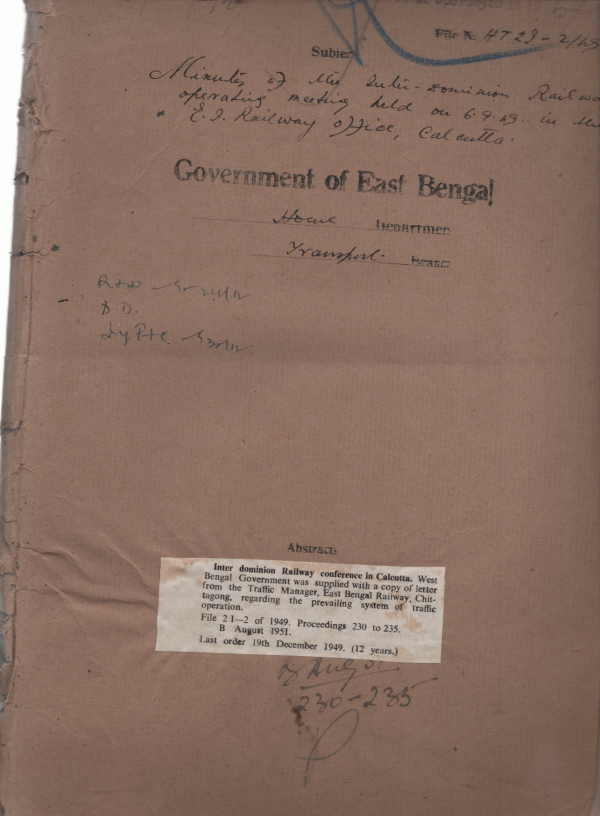 File No. HT 2I-2/49
Subject
Minutes of the Inter-Dominion Railway
operating meeting held on 6.9.49. in the
E.I. Railway office, Calcutta.
Government of East Bengal
Home Department
Transport. Branch
D.D.
Abstract:
Inter dominion Railway conference in Calcutta. West
Bengal Government was supplied with a copy of letter
from the Traffic Manager, East Bengal Railway, Chit-
tagong, regarding the prevailing system of traffic
operation.
File 2 I—2 of 1949. Proceedings 230 to 235.
B August 1951.
Last order 19th December 1949. (12 years.)
230-235